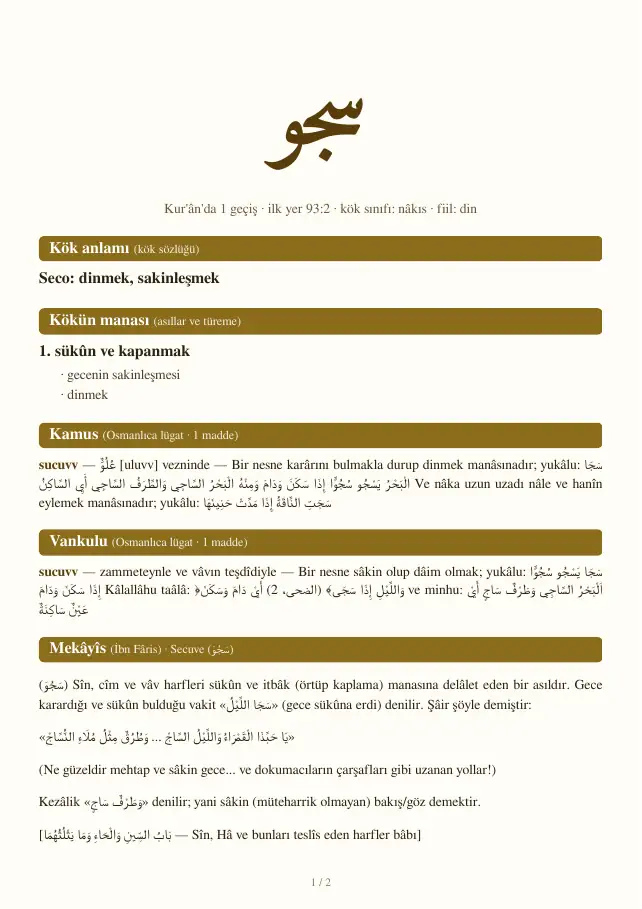 سجو
Kur'ân'da 1 geçiş · ilk yer 93:2 · kök sınıfı: nâkıs · fiil: din
Kök anlamı (kök sözlüğü)
Seco: dinmek, sakinleşmek
Kökün manası (asıllar ve türeme)
1. sükûn ve kapanmak
· gecenin sakinleşmesi
· dinmek
Kamus (Osmanlıca lügat · 1 madde)
sucuvv — عُلُوٌّ [uluvv] vezninde — Bir nesne karârını bulmakla durup dinmek manâsınadır; yukâlu: سَجَا
الْبَحْرُ يَسْجُو سُجُوًّا إِذَا سَكَنَ وَدَامَ وَمِنْهُ الْبَحْرُ السَّاجِي وَالطَّرَفُ السَّاجِي أَيِ السَّاكِنُ Ve nâka uzun uzadı nâle ve hanîn
eylemek manâsınadır; yukâlu: سَجَتِ النَّاقَةُ إِذَا مَدَّتْ حَنِينَهَا
Vankulu (Osmanlıca lügat · 1 madde)
sucuvv — zammeteynle ve vâvın teşdîdiyle — Bir nesne sâkin olup dâim olmak; yukâlu: سَجَا يَسْجُو سُجُوًّا
إِذَا سَكَنَ وَدَامَ Kâlallâhu taâlâ: ﴿وَاللَّيْلِ إِذَا سَجَى﴾ (الضحى، 2) أَيْ دَامَ وَسَكَنَ ve minhu: اَلْبَحْرُ السَّاجِي وَطَرْفٌ سَاجٍ أَيْ
عَيْنٌ سَاكِنَةٌ
Mekâyîs (İbn Fâris) · Secuve (سَجُوَ)
(سَجُوَ) Sîn, cîm ve vâv harfleri sükûn ve itbâk (örtüp kaplama) manasına delâlet eden bir asıldır. Gece
karardığı ve sükûn bulduğu vakit «سَجَا اللَّيْلُ» (gece sükûna erdi) denilir. Şâir şöyle demiştir:
«يَا حَبَّذَا الْقَمْرَاءُ وَاللَّيْلُ السَّاجْ ... وَطُرُقٌ مِثْلُ مُلَاءِ النَّسَّاجْ»
(Ne güzeldir mehtap ve sâkin gece... ve dokumacıların çarşafları gibi uzanan yollar!)
Kezâlik «وَطَرْفٌ سَاجٍ» denilir; yani sâkin (müteharrik olmayan) bakış/göz demektir.
[بَابُ السِّينِ وَالْحَاءِ وَمَا يَثْلُثُهُمَا — Sîn, Hâ ve bunları teslîs eden harfler bâbı]
1 / 2